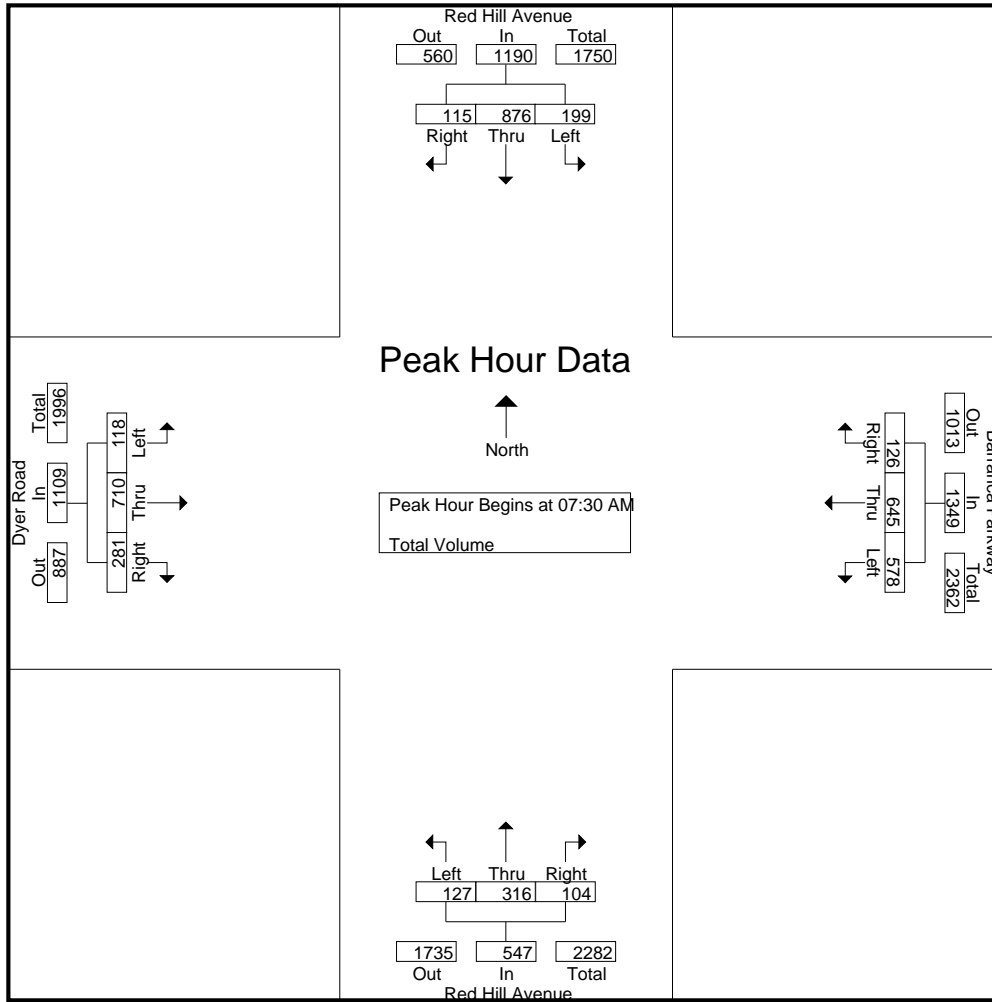 Red Hill Avenue
Out In Total
560 1190 1750
115 876 199
Right Thru Left
Peak Hour Data
North
Peak Hour Begins at 07:30 AM
Total Volume
Dyer Road
Out In Total
887 1109 1996
281 710 118
Right Thru Left
Barranca Parkway
Out In Total
1013 1349 2362
126 645 578
Right Thru Left
Left Thru Right
127 316 104
1735 547 2282
Out In Total
Red Hill Avenue